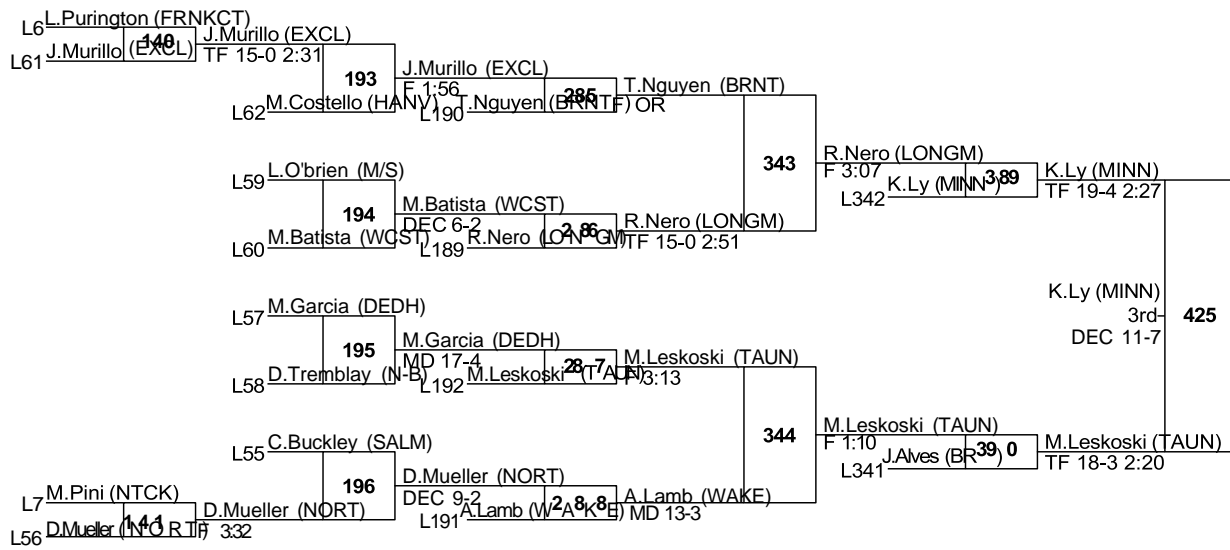 L6 L.Purington (FRNKCT)
140
L61 J.Murillo (EXCL)
J.Murillo (EXCL)
TF 15-0 2:31
193
L62 M.Costello (HANV)
J.Murillo (EXCL)
F 1:56
285
L190 T.Nguyen (BRNT)
T.Nguyen (BRNT)
F) OR
343
L59 L.O'brien (M/S)
194
L60 M.Batista (WCST)
M.Batista (WCST)
DEC 6-2
286
L189 R.Nero (LONGM)
R.Nero (LONGM)
TF 15-0 2:51
R.Nero (LONGM)
F 3:07
389
L342 K.Ly (MINN)
K.Ly (MINN)
TF 19-4 2:27
L57 M.Garcia (DEDH)
195
L58 D.Tremblay (N-B)
M.Garcia (DEDH)
MD 17-4
287
L192 M.Leskoski (TAUN)
M.Leskoski (TAUN)
F 3:13
344
K.Ly (MINN)
3rd
DEC 11-7
425
L55 C.Buckley (SALM)
196
L7 M.Pini (NTCK)
141
L56 D.Mueller (NORT)
D.Mueller (NORT)
F 3:32
D.Mueller (NORT)
DEC 9-2
288
L191 A.Lamb (WAKE)
A.Lamb (WAKE)
MD 13-3
M.Leskoski (TAUN)
F 1:10
390
L341 J.Alves (BR
M.Leskoski (TAUN)
TF 18-3 2:20